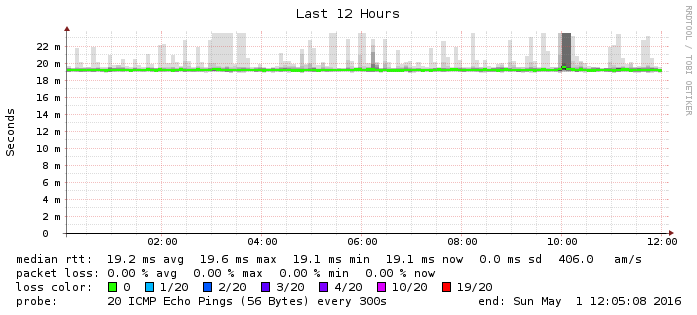 Last 12 Hours
RRDTOOL / TOBI OETIKER
Seconds
22 m
20 m
18 m
16 m
14 m
12 m
10 m
8 m
6 m
4 m
2 m
0
02:00 04:00 06:00 08:00 10:00 12:00
median rtt: 19.2 ms avg 19.6 ms max 19.1 ms min 19.1 ms now 0.0 ms sd 406.0 am/s
packet loss: 0.00 % avg 0.00 % max 0.00 % min 0.00 % now
loss color: 0 1/20 2/20 3/20 4/20 10/20 19/20
probe: 20 ICMP Echo Pings (56 Bytes) every 300s end: Sun May 1 12:05:08 2016